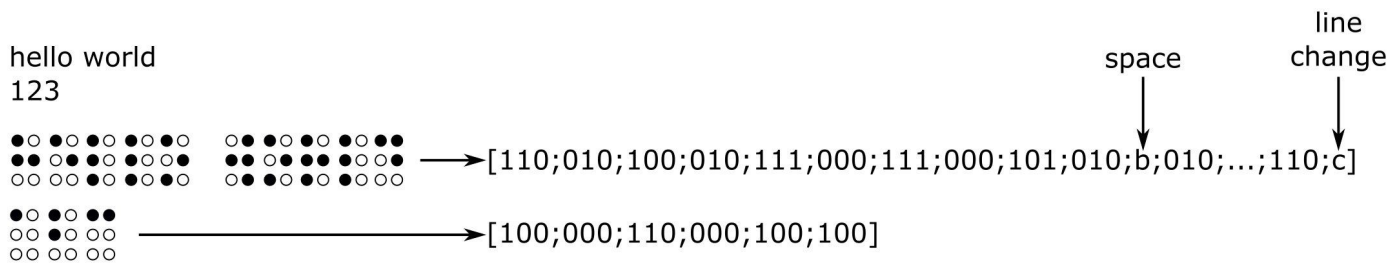 line
space change
hello world
123
⠓⠑⠇⠇⠕ ⠺⠕⠗⠇⠙ [110;010;100;010;111;000;111;000;101;010;b;010;...;110;c]
⠁⠃⠉ [100;000;110;000;100;100]